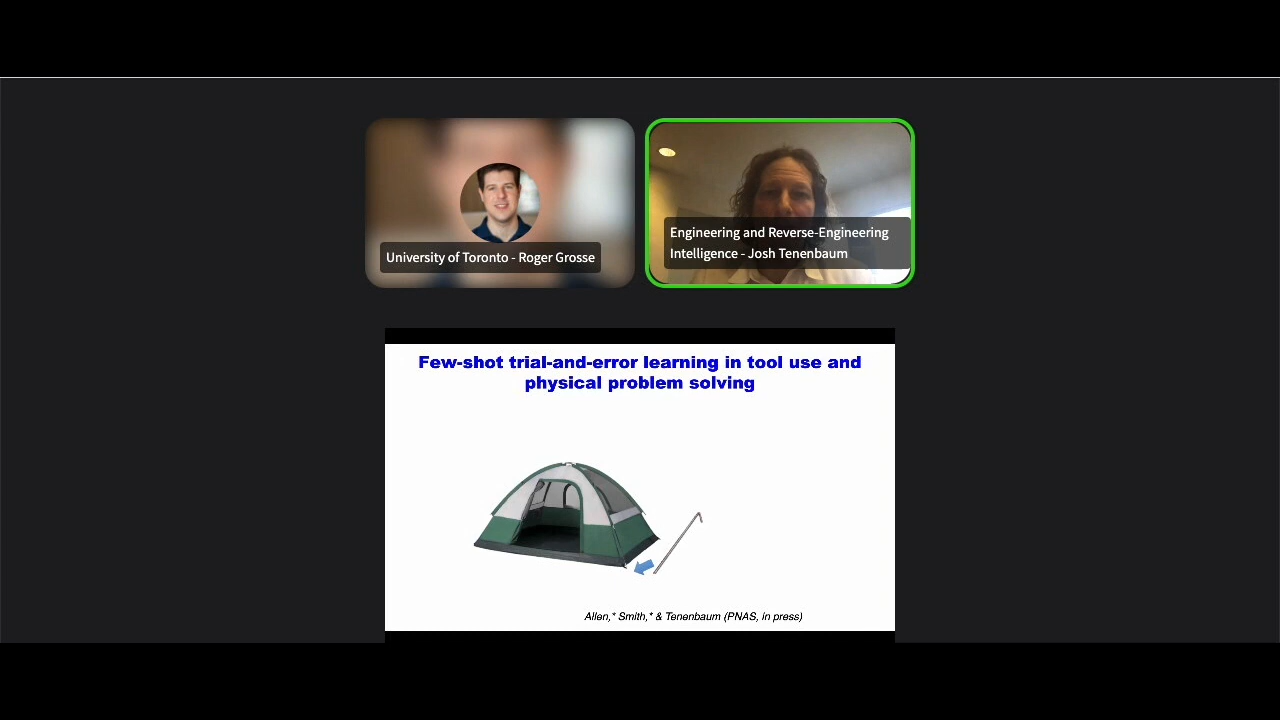 University of Toronto - Roger Grosse
Engineering and Reverse-Engineering
Intelligence - Josh Tenenbaum
Few-shot trial-and-error learning in tool use and
physical problem solving
Allen,* Smith,* & Tenenbaum (PNAS, in press)